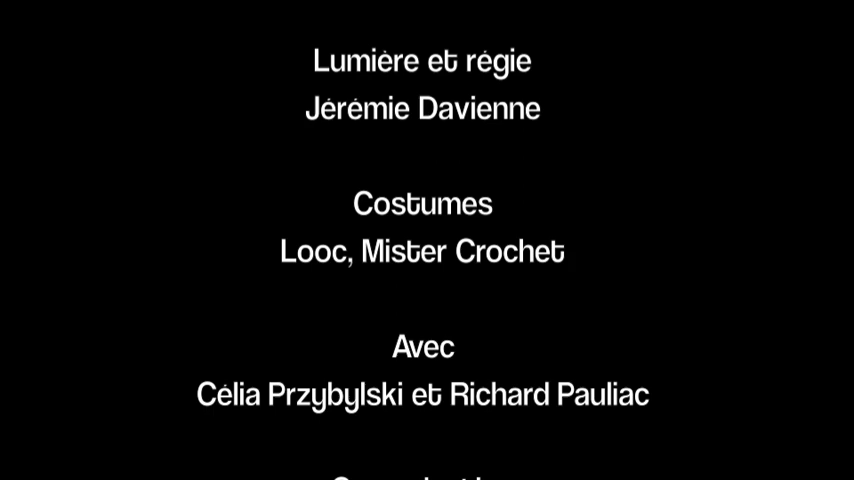 Lumière et régie
Jérémie Davienne
Costumes
Looc, Mister Crochet
Avec
Célia Przybylski et Richard Pauliac